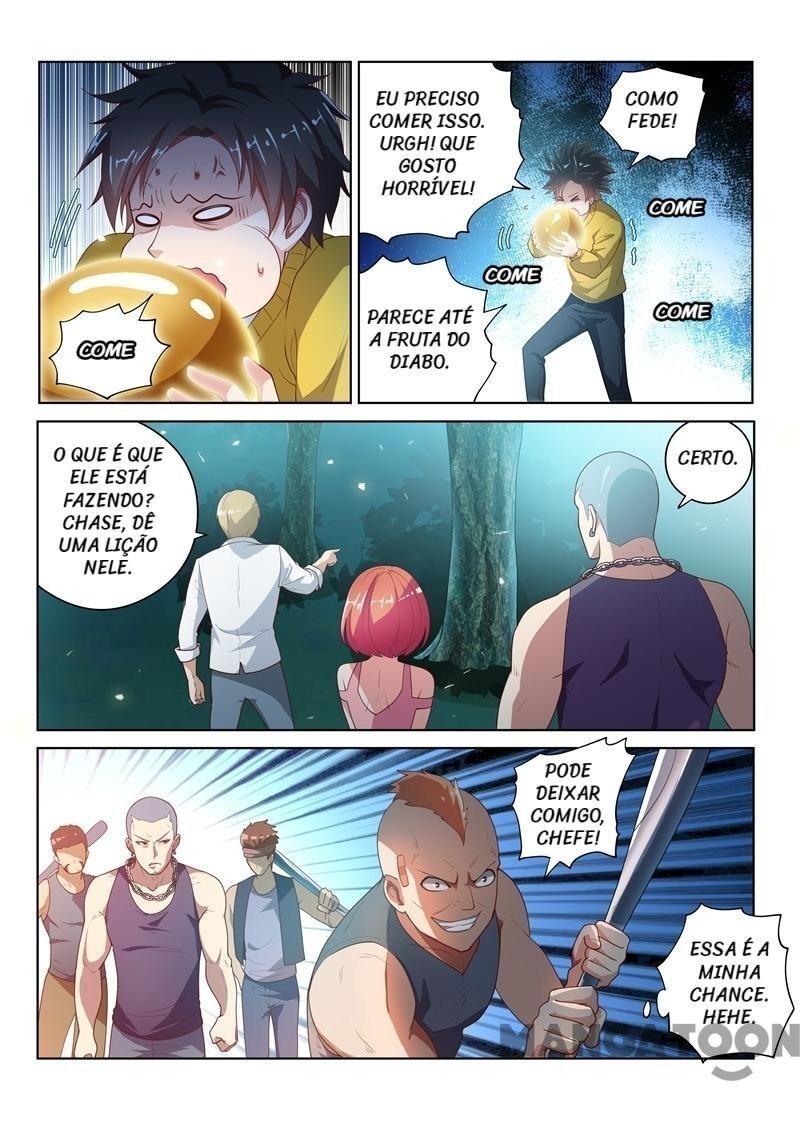 COME
EU PRECISO
COMER ISSO.
URGH! QUE
GOSTO
HORRÍVEL!
COMO
FEDE!
COME
COME
COME
PARECE ATÉ
A FRUTA DO
DIABO.
O QUE É QUE
ELE ESTÁ
FAZENDO?
CHASE, DÊ
UMA LIÇÃO
NELE.
CERTO.
PODE
DEIXAR
COMIGO,
CHEFE!
ESSA É A
MINHA
CHANCE.
HEHE.
MANGATOON